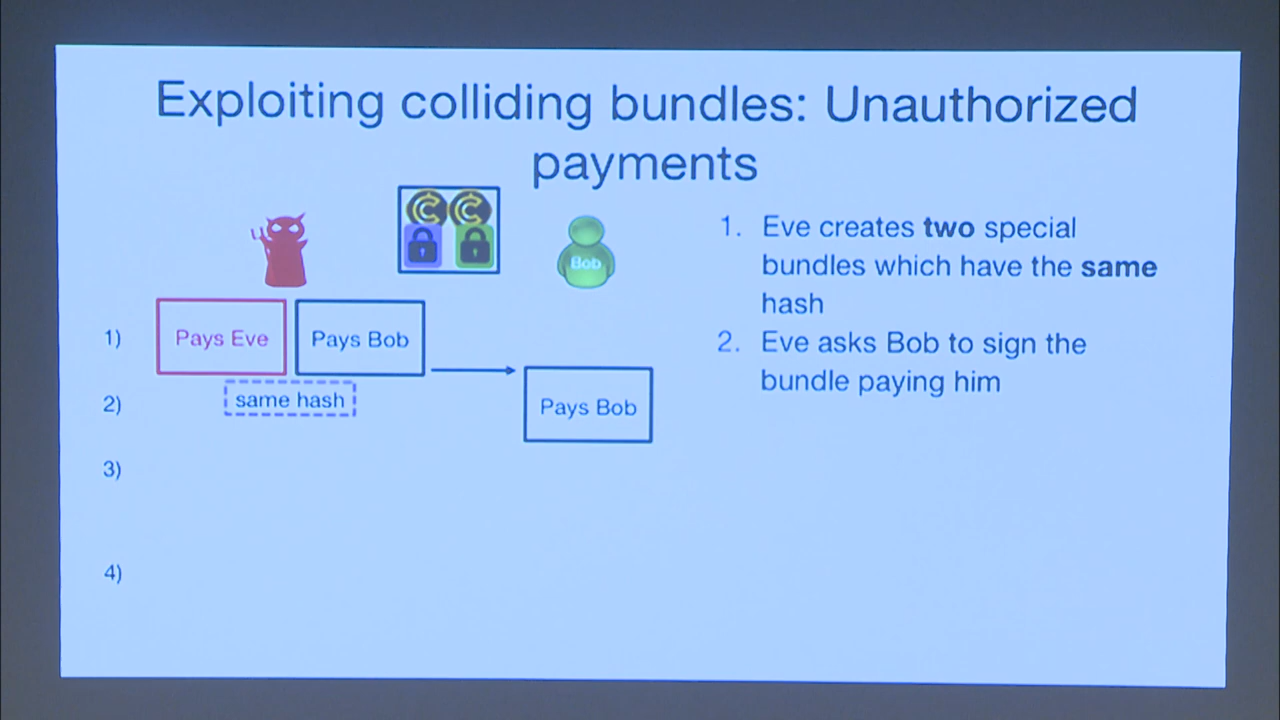 Exploiting colliding bundles: Unauthorized
payments
Bob
1. Eve creates two special
bundles which have the same
hash
2. Eve asks Bob to sign the
bundle paying him
1)
Pays Eve
Pays Bob
same hash
2)
Pays Bob
3)
4)